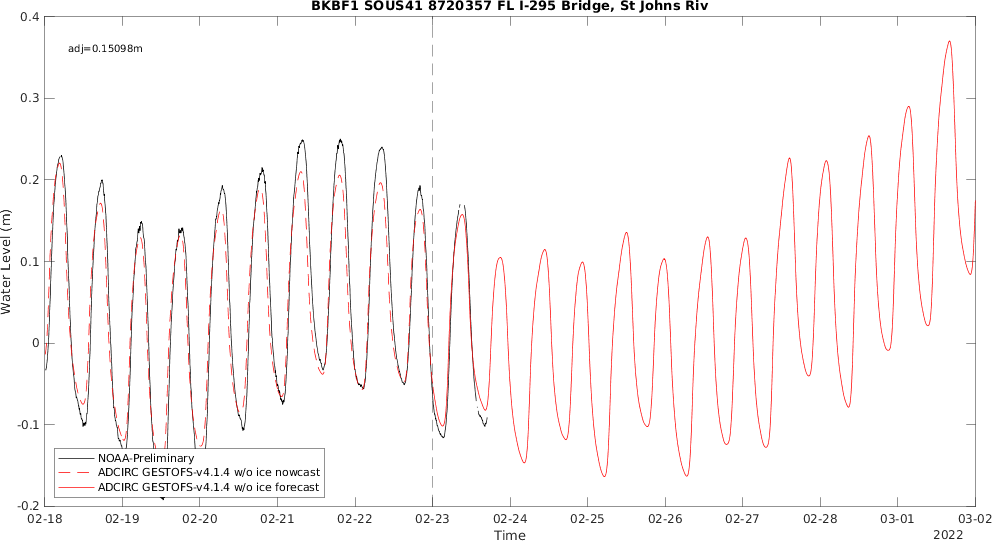 BKBF1 SOUS41 8720357 FL I-295 Bridge, St Johns Riv
adj=0.15098m
0.4
0.3
0.2
0.1
0
-0.1
-0.2
Water Level (m)
NOAA-Preliminary
ADCIRC GESTOFS-v4.1.4 w/o ice nowcast
ADCIRC GESTOFS-v4.1.4 w/o ice forecast
02-18 02-19 02-20 02-21 02-22 02-23 02-24 02-25 02-26 02-27 02-28 03-01 03-02
Time
2022